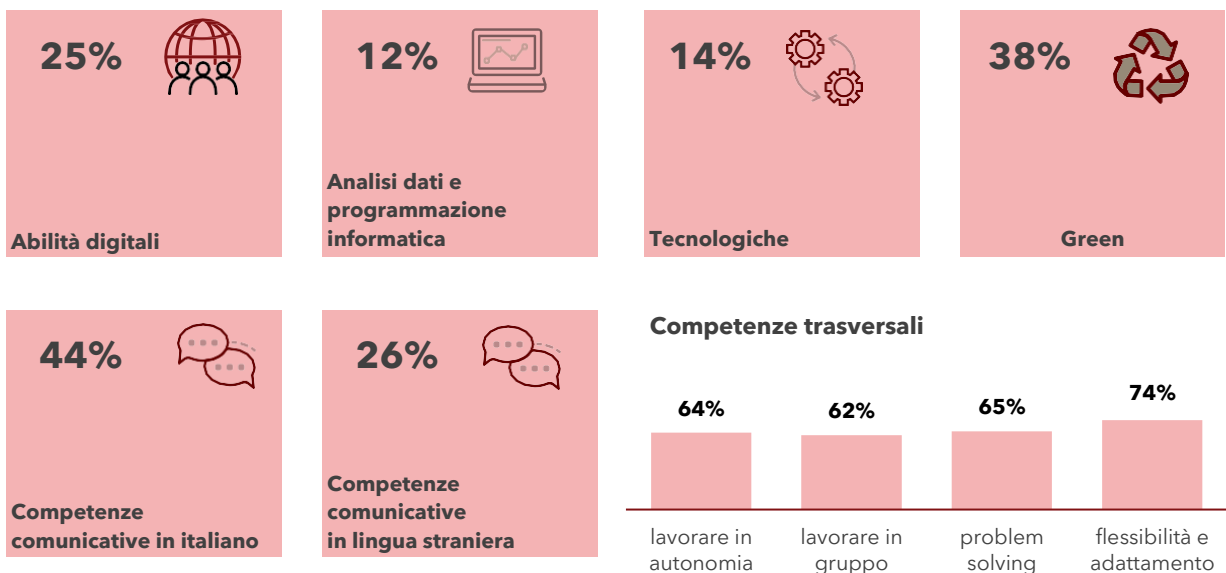 25%
Abilità digitali
12%
Analisi dati e
programmazione
informatica
14%
Tecnologiche
38%
Green
44%
Competenze
comunicative in italiano
26%
Competenze
comunicative
in lingua straniera
Competenze trasversali
64%
62%
65%
74%
lavorare in
autonomia
lavorare in
gruppo
problem
solving
flessibilità e
adattamento